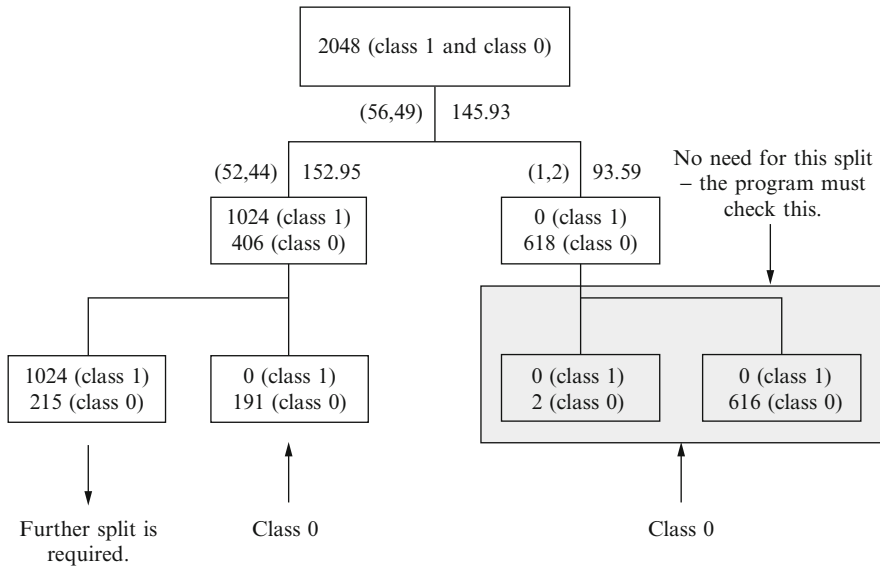 2048 (class 1 and class 0)
(56,49) 145.93
No need for this split
– the program must
check this.
(52,44) 152.95
(1,2) 93.59
1024 (class 1)
406 (class 0)
0 (class 1)
618 (class 0)
1024 (class 1)
215 (class 0)
0 (class 1)
191 (class 0)
0 (class 1)
2 (class 0)
0 (class 1)
616 (class 0)
Further split is
required.
Class 0
Class 0